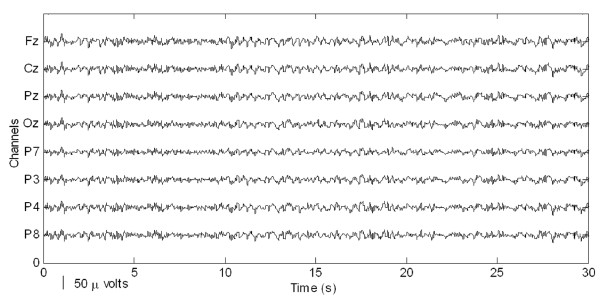 Fz
Cz
Pz
Oz
P7
P3
P4
P8
0
Channels
0 5 10 15 20 25 30
50 μ volts
Time (s)